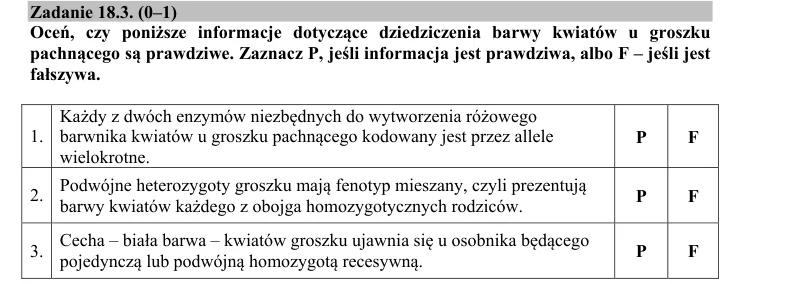 Zadanie 18.3. (0–1)
Oceń, czy poniższe informacje dotyczące dziedziczenia barwy kwiatów u groszku
pachnącego są prawdziwe. Zaznacz P, jeśli informacja jest prawdziwa, albo F – jeśli jest
fałszywa.
1. Każdy z dwóch enzymów niezbędnych do wytworzenia różowego
barwnika kwiatów u groszku pachnącego kodowany jest przez allele
wielokrotne. P F
2. Podwójne heterozygoty groszku mają fenotyp mieszany, czyli prezentują
barwy kwiatów każdego z obojga homozygotycznych rodziców. P F
3. Cecha – biała barwa – kwiatów groszku ujawnia się u osobnika będącego
pojedynczą lub podwójną homozygotą recesywną. P F